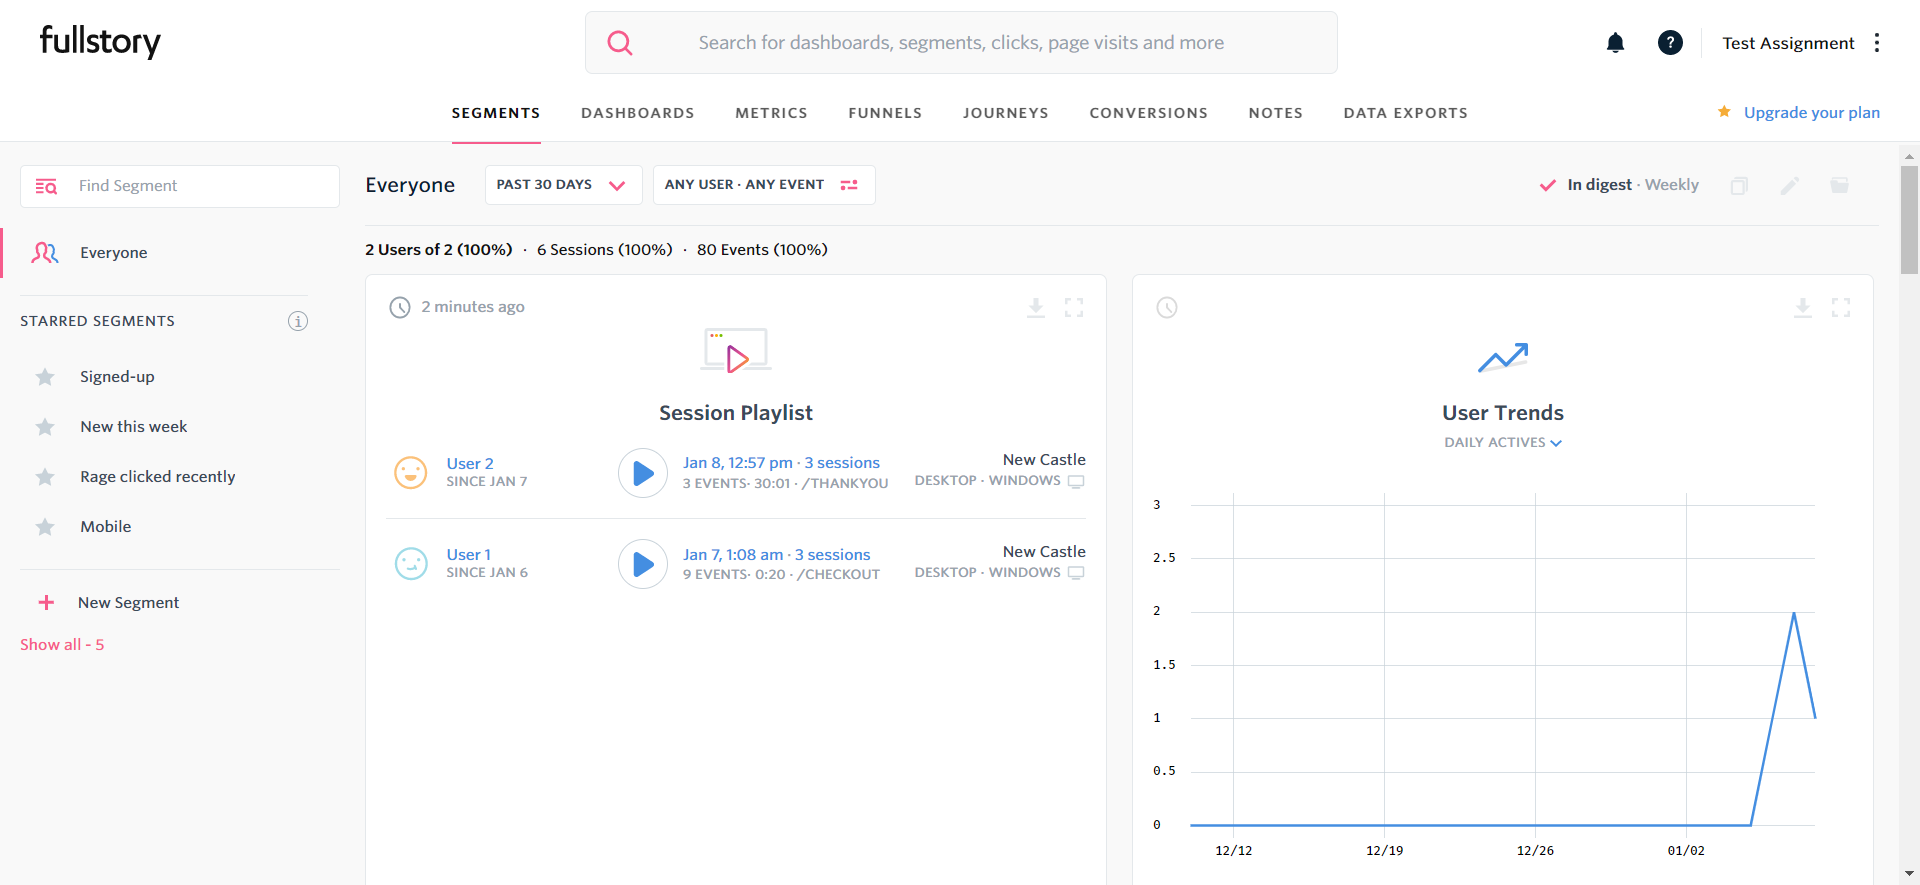 fullstory
Search for dashboards, segments, clicks, page visits and more
?
Test Assignment
SEGMENTS
DASHBOARDS
METRICS
FUNNELS
JOURNEYS
CONVERSIONS
NOTES
DATA EXPORTS
Upgrade your plan
Find Segment
Everyone
STARRED SEGMENTS
i
Signed-up
New this week
Rage clicked recently
Mobile
New Segment
Show all - 5
Everyone
PAST 30 DAYS
ANY USER · ANY EVENT
In digest · Weekly
2 Users of 2 (100%) · 6 Sessions (100%) · 80 Events (100%)
2 minutes ago
Session Playlist
User 2
SINCE JAN 7
Jan 8, 12:57 pm · 3 sessions
3 EVENTS· 30:01 · /THANKYOU
New Castle
DESKTOP · WINDOWS
User 1
SINCE JAN 6
Jan 7, 1:08 am · 3 sessions
9 EVENTS· 0:20 · /CHECKOUT
New Castle
DESKTOP · WINDOWS
User Trends
DAILY ACTIVES
3
2.5
2
1.5
1
0.5
0
12/12
12/19
12/26
01/02